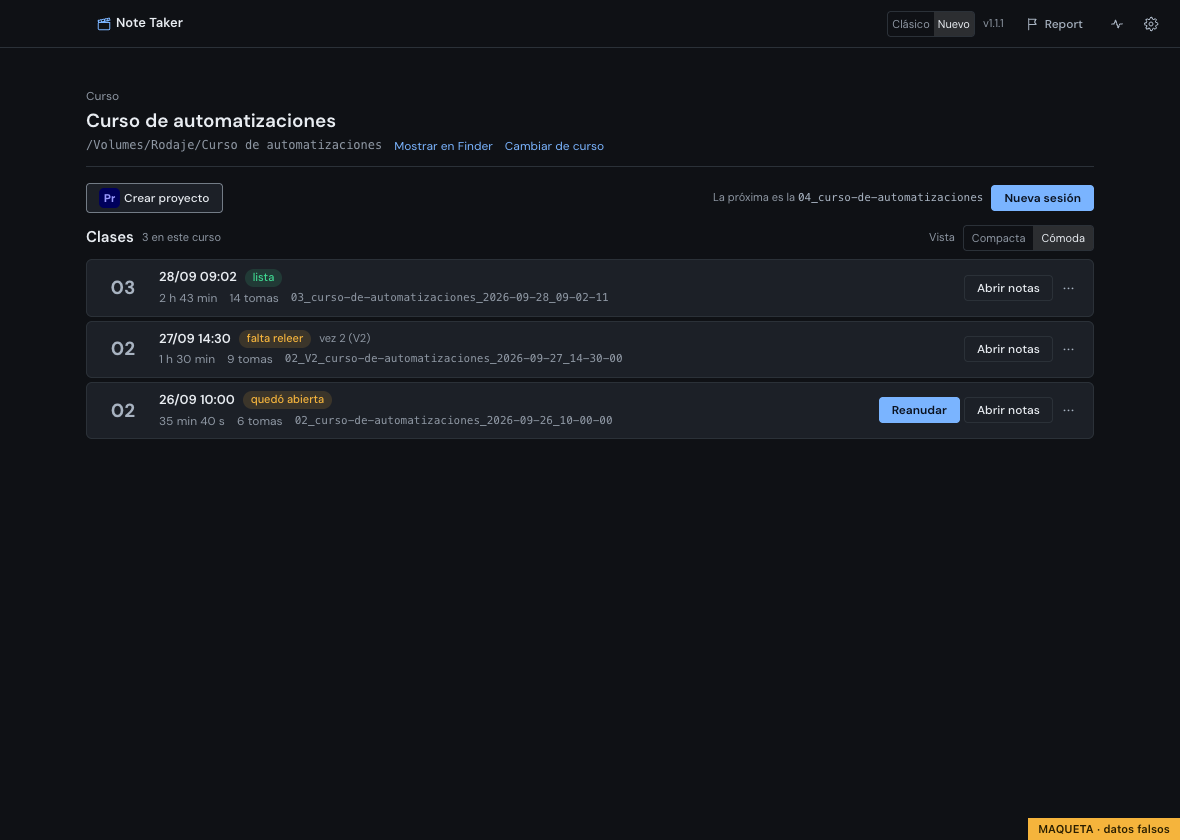 Note Taker
Clásico Nuevo v1.1.1 Report
Curso
Curso de automatizaciones
/Volumes/Rodaje/Curso de automatizaciones Mostrar en Finder Cambiar de curso
Pr Crear proyecto
La próxima es la 04_curso-de-automatizaciones Nueva sesión
Clases 3 en este curso
Vista Compacta Cómoda
03
28/09 09:02 lista
2 h 43 min 14 tomas 03_curso-de-automatizaciones_2026-09-28_09-02-11
Abrir notas ···
02
27/09 14:30 falta releer vez 2 (V2)
1 h 30 min 9 tomas 02_V2_curso-de-automatizaciones_2026-09-27_14-30-00
Abrir notas ···
02
26/09 10:00 quedó abierta
35 min 40 s 6 tomas 02_curso-de-automatizaciones_2026-09-26_10-00-00
Reanudar Abrir notas ···
MAQUETA · datos falsos